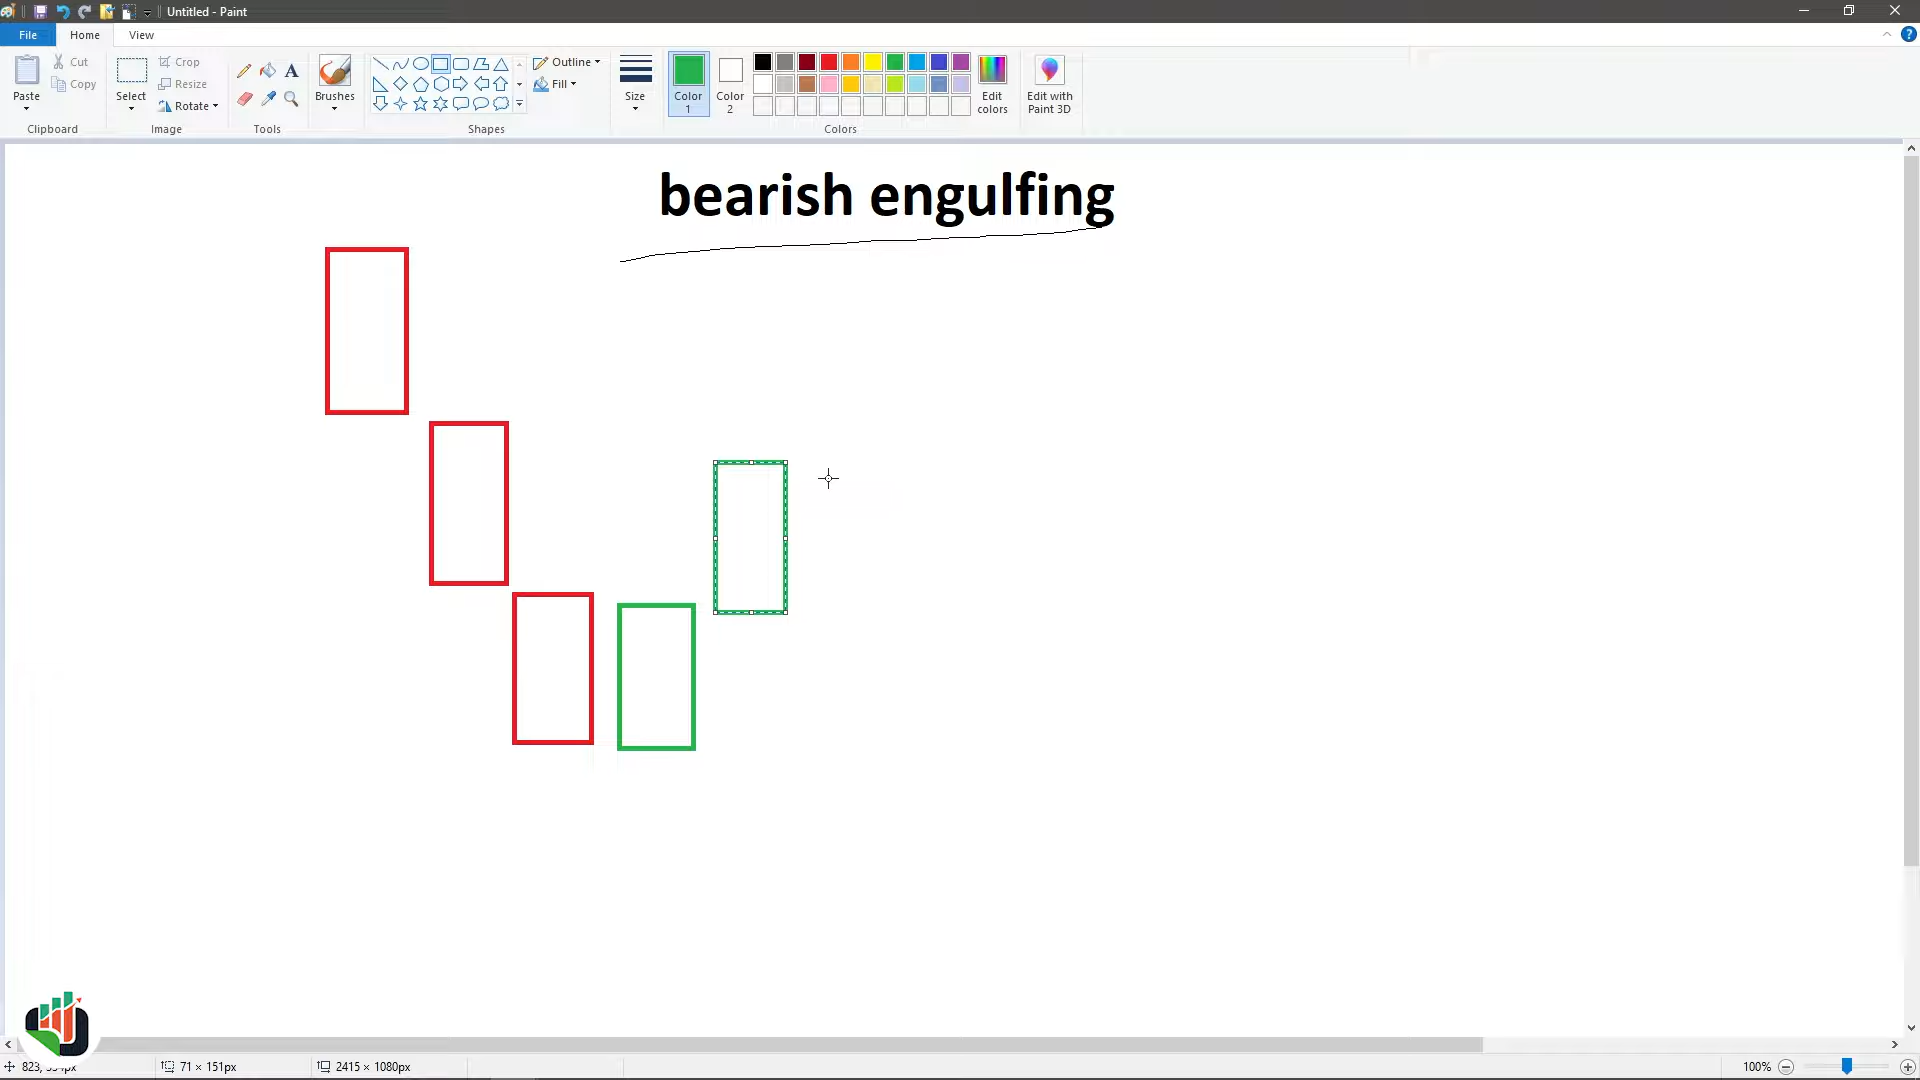 Untitled - Paint
File Home View
Paste
Cut
Copy
Clipboard
Select
Crop
Resize
Rotate
Image
A
Tools
Brushes
Shapes
Outline
Fill
Size
Color 1
Color 2
Edit colors
Colors
Edit with Paint 3D
bearish engulfing
823,
71 × 151px
2415 × 1080px
100%